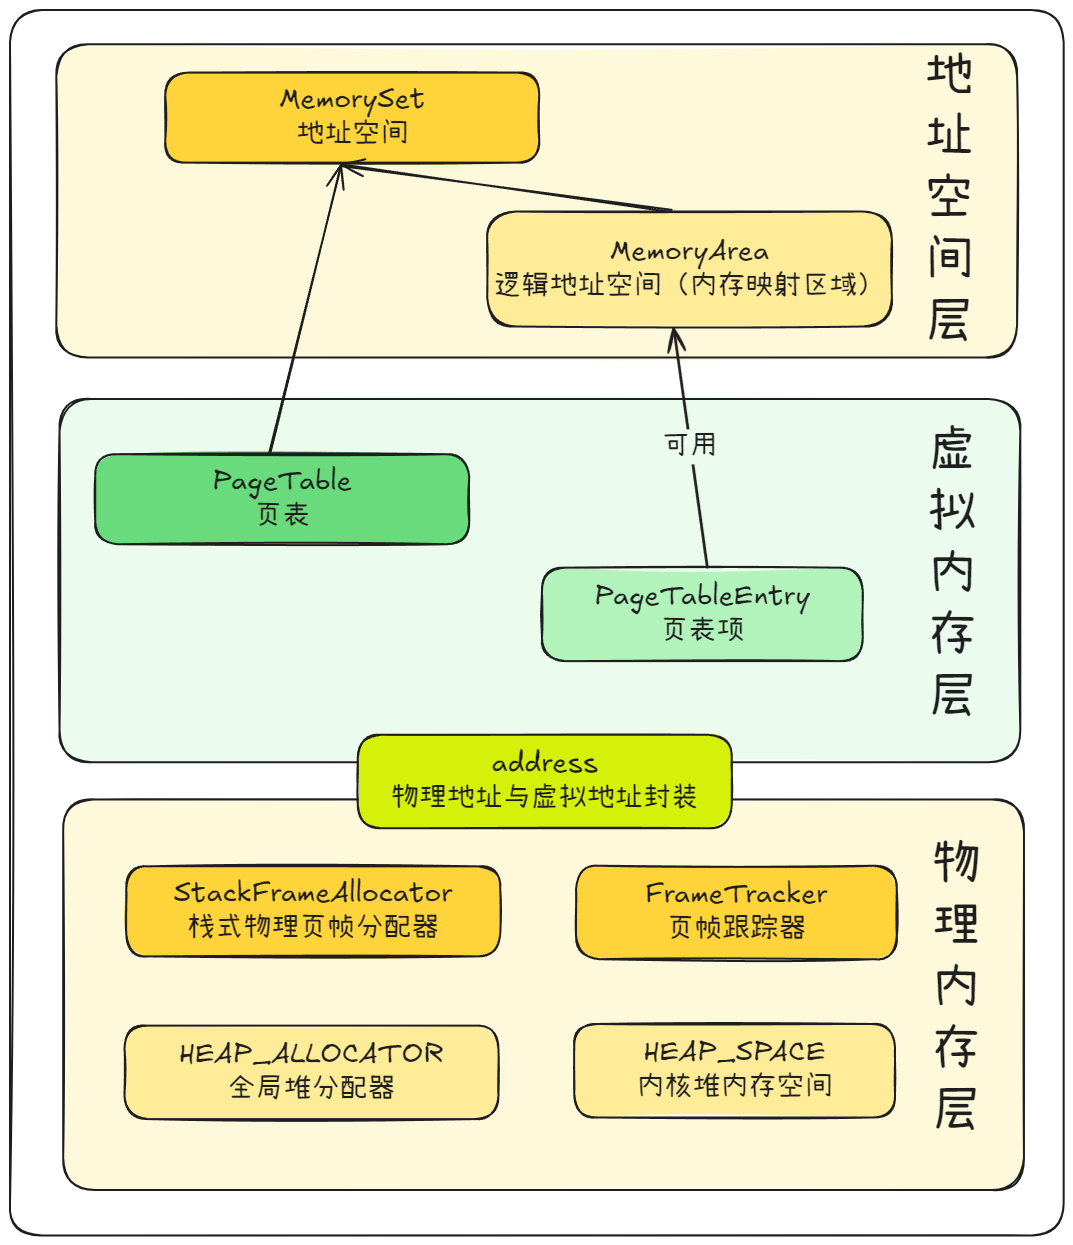 MemorySet
地址空间
MemoryArea
逻辑地址空间（内存映射区域）
地址空间层
可用
PageTable
页表
PageTableEntry
页表项
虚拟内存层
address
物理地址与虚拟地址封装
StackFrameAllocator
栈式物理页帧分配器
FrameTracker
页帧跟踪器
HEAP_ALLOCATOR
全局堆分配器
HEAP_SPACE
内核堆内存空间
物理内存层